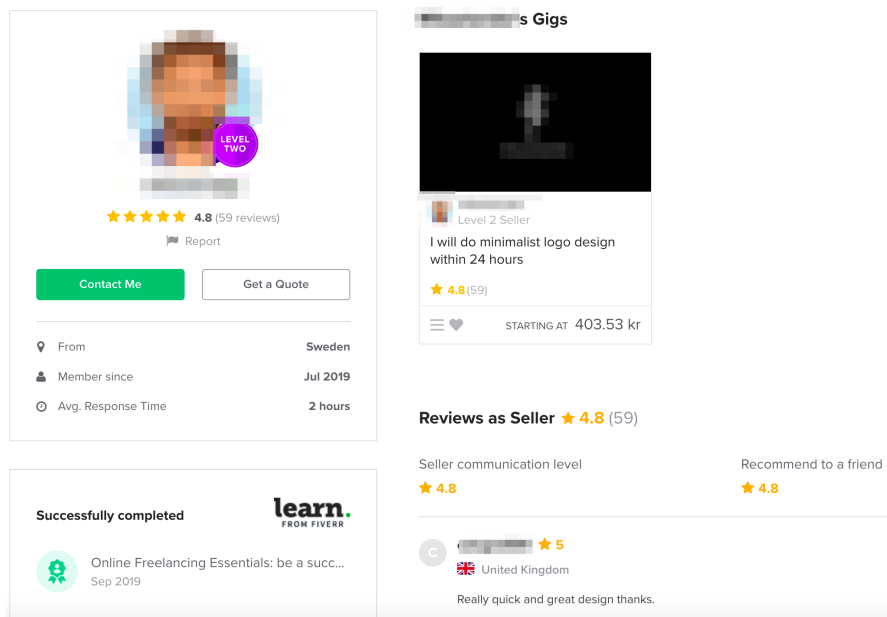 LEVEL
TWO
4.8 (59 reviews)
Report
Contact Me
Get a Quote
From
Sweden
Member since
Jul 2019
Avg. Response Time
2 hours
Successfully completed
learn.
FROM FIVERR
Online Freelancing Essentials: be a succ...
Sep 2019
s Gigs
Level 2 Seller
I will do minimalist logo design
within 24 hours
4.8(59)
STARTING AT 403.53 kr
Reviews as Seller 4.8 (59)
Seller communication level
4.8
Recommend to a friend
4.8
C
5
United Kingdom
Really quick and great design thanks.